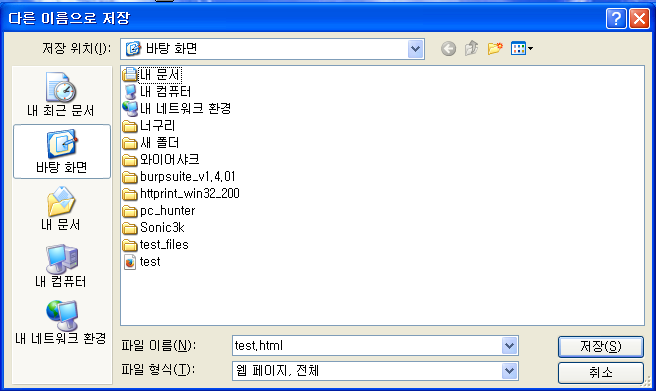 다른 이름으로 저장
저장 위치(I):
바탕 화면
내 최근 문서
바탕 화면
내 문서
내 컴퓨터
내 네트워크 환경
내 문서
내 컴퓨터
내 네트워크 환경
너구리
새 폴더
와이어샤크
burpsuite_v1.4.01
httprint_win32_200
pc_hunter
Sonic3k
test_files
test
파일 이름(N):
test.html
저장(S)
파일 형식(T):
웹 페이지, 전체
취소